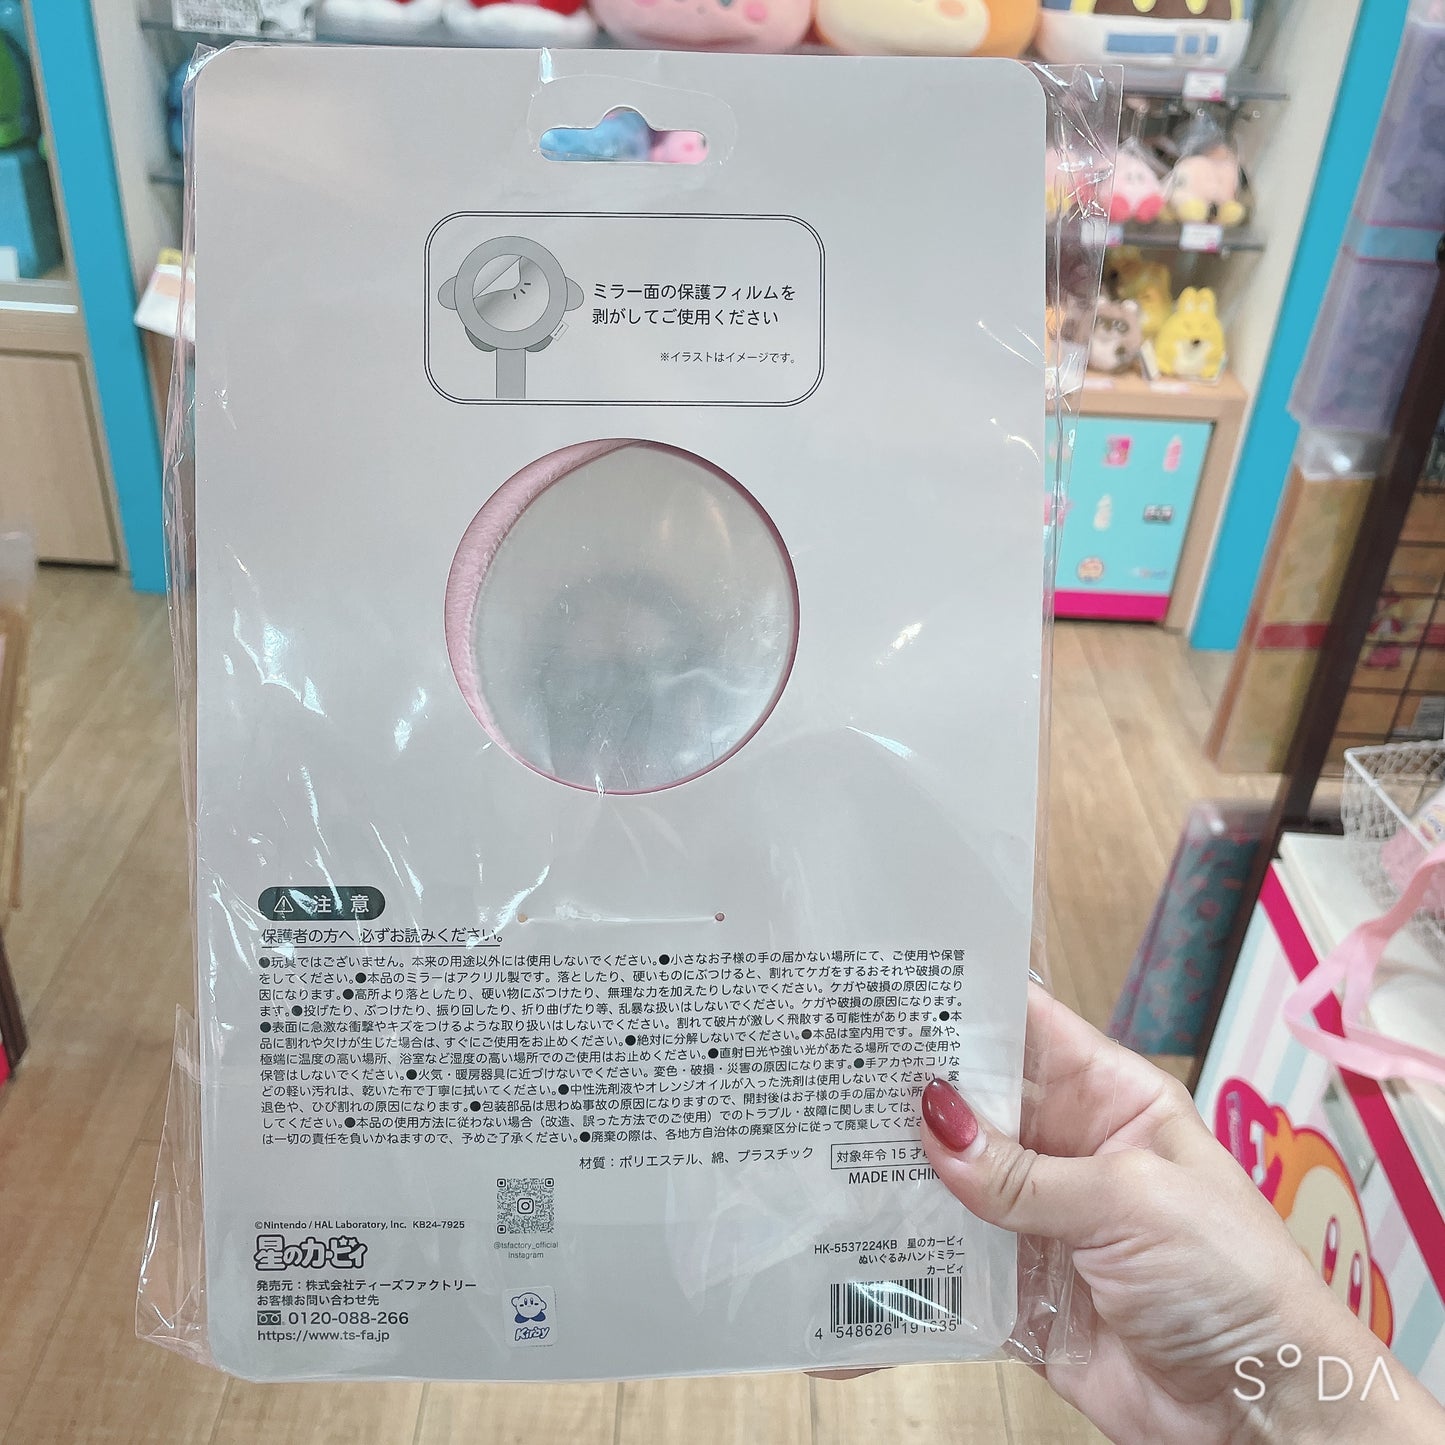 ミラー面の保護フィルムを
剥がしてご使用ください
※イラストはイメージです。
注 意
保護者の方へ 必ずお読みください。
●玩具ではございません。本来の用途以外には使用しないでください。●小さなお子様の手の届かない場所にて、ご使用や保管
をしてください。●本品のミラーはアクリル製です。落としたり、硬いものにぶつけると、割れてケガをするおそれや破損の原
因になります。●高所より落としたり、硬い物にぶつけたり、無理な力を加えたりしないでください。ケガや破損の原因になり
ます。●投げたり、ぶつけたり、振り回したり、折り曲げたり等、乱暴な扱いはしないでください。ケガや破損の原因になります。
●表面に急激な衝撃やキズをつけるような取り扱いはしないでください。割れて破片が激しく飛散する可能性があります。●本
品に割れや欠けが生じた場合は、すぐにご使用をお止めください。●絶対に分解しないでください。●本品は室内用です。屋外や、
極端に温度の高い場所、浴室など湿度の高い場所でのご使用はお止めください。●直射日光や強い光があたる場所でのご使用や
保管はしないでください。●火気・暖房器具に近づけないでください。変色・破損・災害の原因になります。●手アカやホコリな
どの軽い汚れは、乾いた布で丁寧に拭いてください。●中性洗剤液やオレンジオイルが入った洗剤は使用しないでください。変
退色や、ひび割れの原因になります。●包装部品は思わぬ事故の原因になりますので、開封後はお子様の手の届かない所
ください。●本品の使用方法に従わない場合（改造、誤った方法でのご使用）でのトラブル・故障に関しましては、
は一切の責任を負いかねますので、予めご了承ください。●廃棄の際は、各地方自治体の廃棄区分に従って廃棄してくだ
材質：ポリエステル、綿、プラスチック
対象年令 15 才
MADE IN CHIN
©Nintendo / HAL Laboratory, Inc. KB24-7925
星のカービィ
発売元：株式会社ティーズファクトリー
お客様お問い合わせ先
0120-088-266
https://www.ts-fa.jp
@tsfactory_official
instagram
Kirby
HK-5537224KB 星のカービィ
ぬいぐるみハンドミラー
カービィ
4 548626 191635
SODA